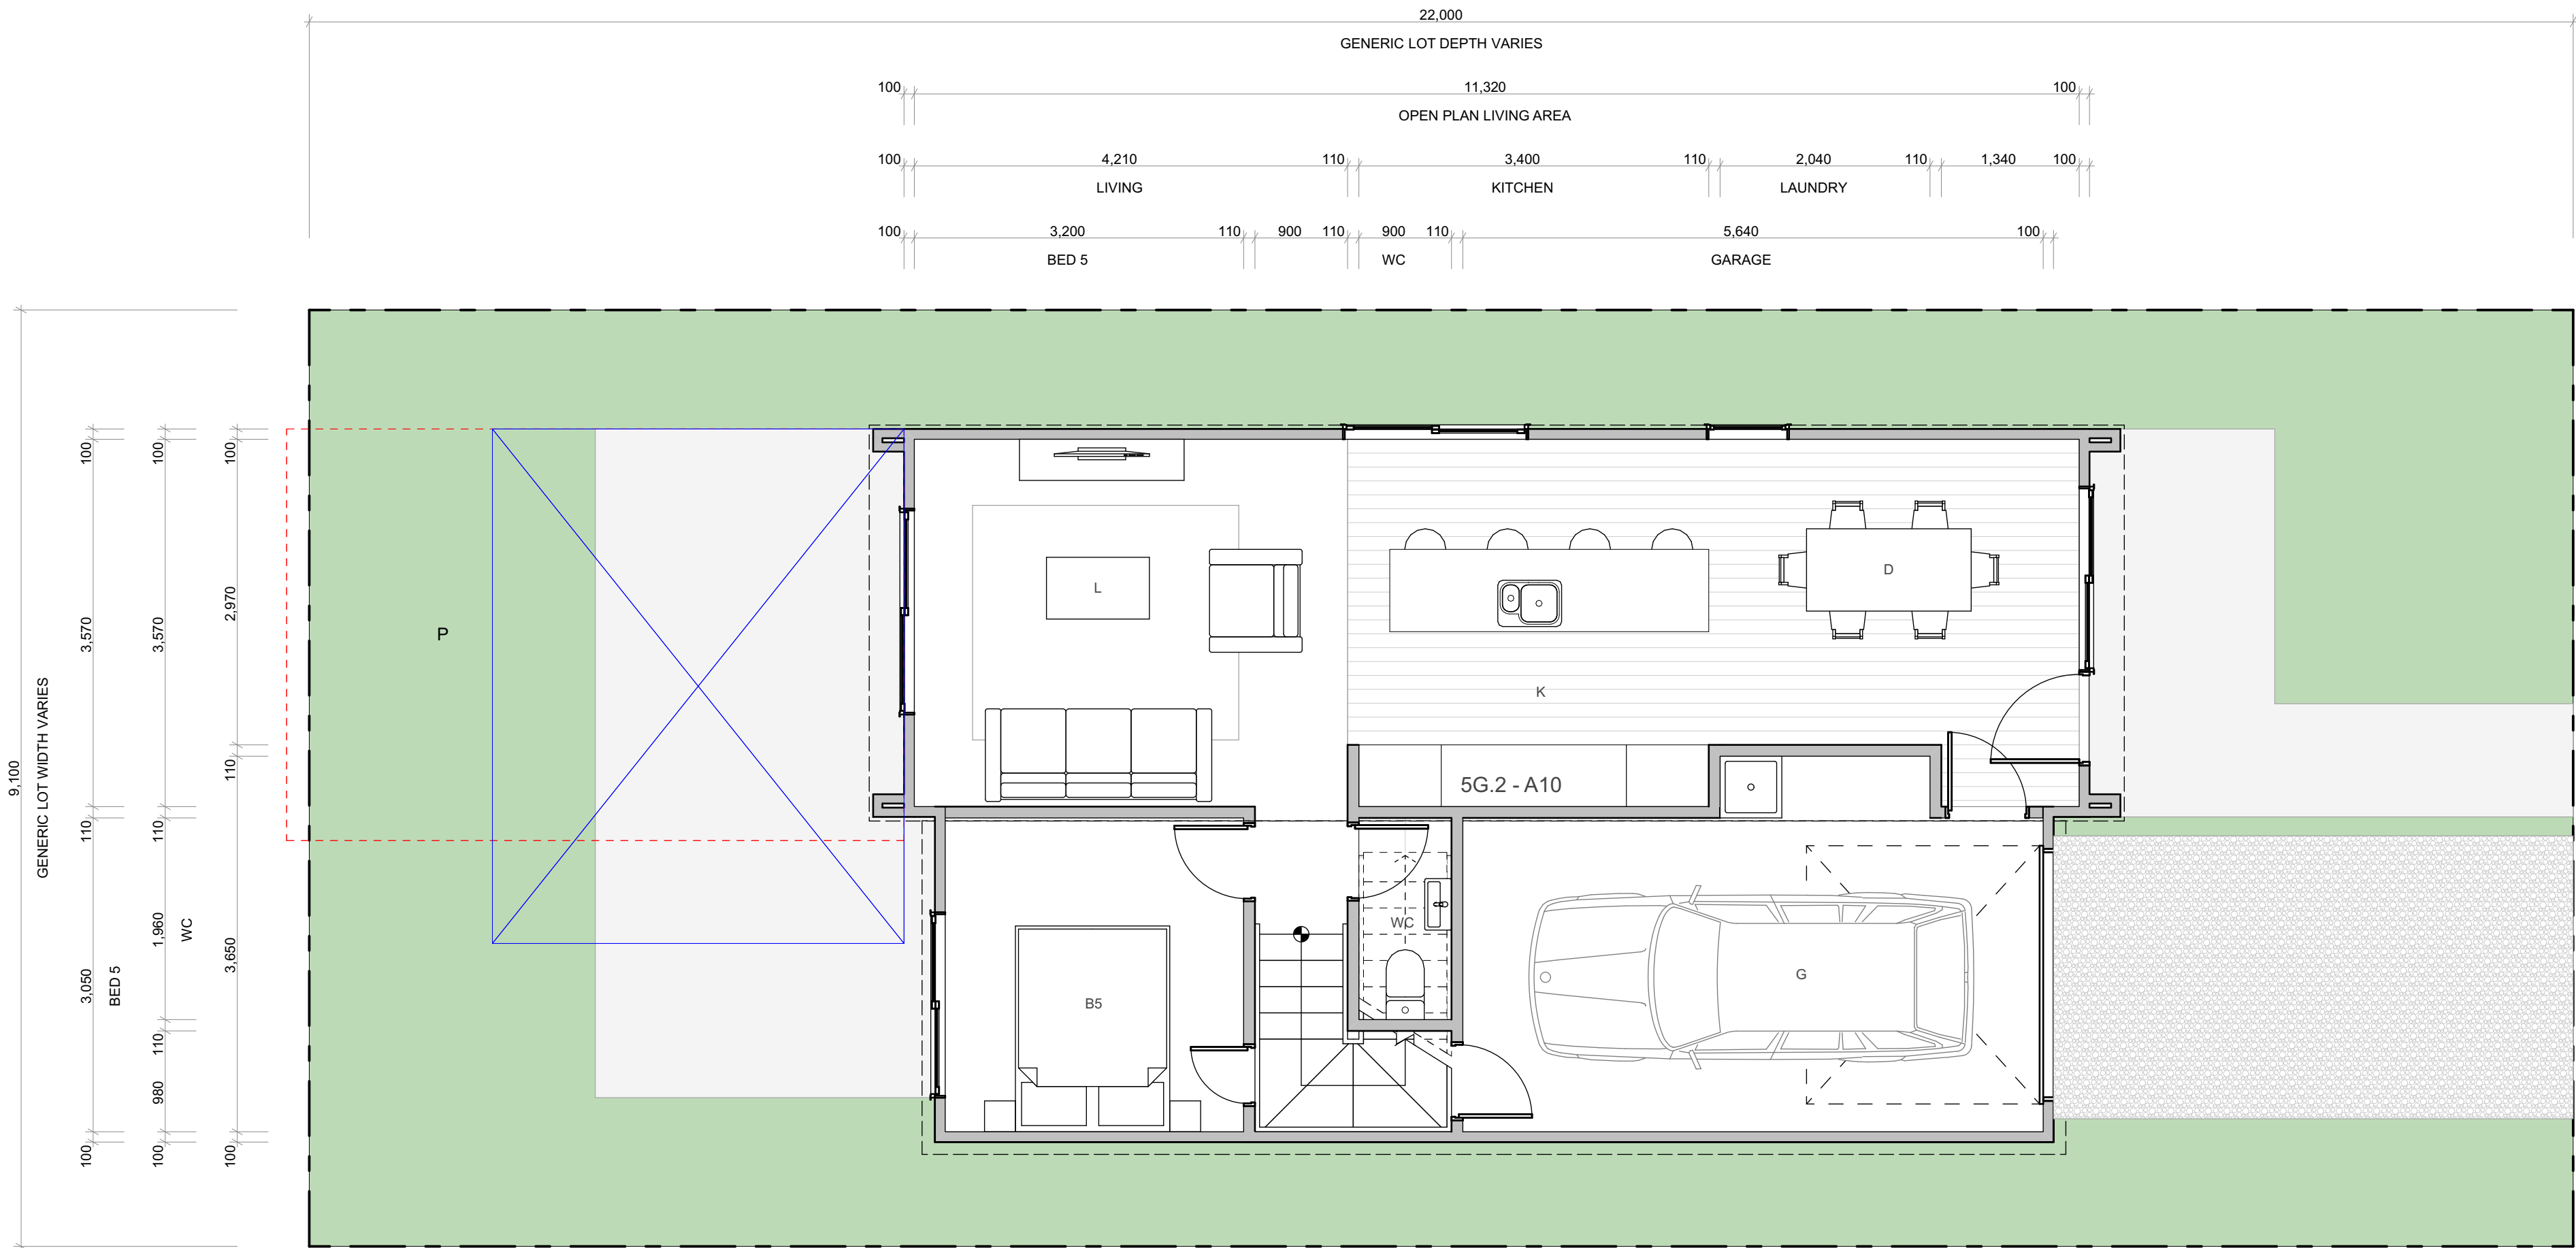 22,000
GENERIC LOT DEPTH VARIES
100 11,320 100
OPEN PLAN LIVING AREA
100 4,210 110 3,400 110 2,040 110 1,340 100
LIVING KITCHEN LAUNDRY
100 3,200 110 900 110 900 110 5,640 100
BED 5 WC GARAGE
9,100
GENERIC LOT WIDTH VARIES
100 3,570 110 3,050 100
BED 5
100 3,570 110 1,960 110 980 100
WC
100 2,970 110 3,650 100
P
L
D
K
5G.2 - A10
WC
G
B5